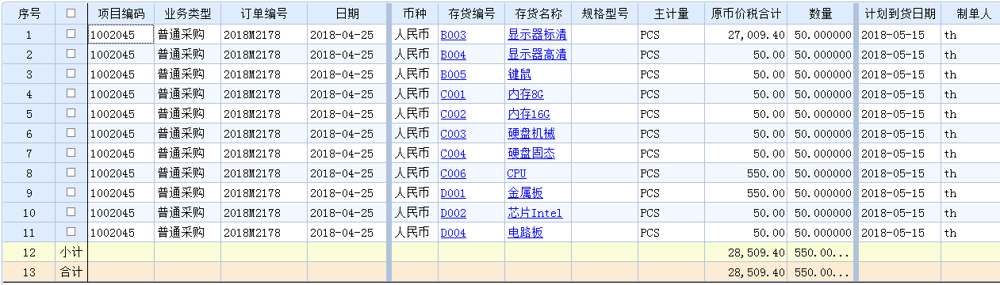 序号 项目编码 业务类型 订单编号 日期 币种 存货编号 存货名称 规格型号 主计量 原币价税合计 数量 计划到货日期 制单人
1 1002045 普通采购 2018M2178 2018-04-25 人民币 B003 显示器标清 PCS 27,009.40 50.000000 2018-05-15 th
2 1002045 普通采购 2018M2178 2018-04-25 人民币 B004 显示器高清 PCS 50.00 50.000000 2018-05-15 th
3 1002045 普通采购 2018M2178 2018-04-25 人民币 B005 键鼠 PCS 50.00 50.000000 2018-05-15 th
4 1002045 普通采购 2018M2178 2018-04-25 人民币 C001 内存8G PCS 50.00 50.000000 2018-05-15 th
5 1002045 普通采购 2018M2178 2018-04-25 人民币 C002 内存16G PCS 50.00 50.000000 2018-05-15 th
6 1002045 普通采购 2018M2178 2018-04-25 人民币 C003 硬盘机械 PCS 50.00 50.000000 2018-05-15 th
7 1002045 普通采购 2018M2178 2018-04-25 人民币 C004 硬盘固态 PCS 50.00 50.000000 2018-05-15 th
8 1002045 普通采购 2018M2178 2018-04-25 人民币 C006 CPU PCS 550.00 50.000000 2018-05-15 th
9 1002045 普通采购 2018M2178 2018-04-25 人民币 D001 金属板 PCS 550.00 50.000000 2018-05-15 th
10 1002045 普通采购 2018M2178 2018-04-25 人民币 D002 芯片Intel PCS 50.00 50.000000 2018-05-15 th
11 1002045 普通采购 2018M2178 2018-04-25 人民币 D004 电路板 PCS 50.00 50.000000 2018-05-15 th
12 小计 28,509.40 550.00...
13 合计 28,509.40 550.00...